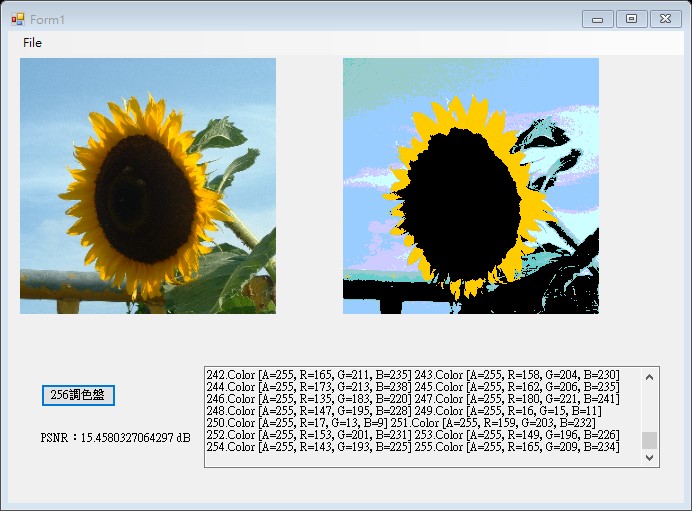 Form1
File
242.Color [A=255, R=165, G=211, B=235] 243.Color [A=255, R=158, G=204, B=230]
244.Color [A=255, R=173, G=213, B=238] 245.Color [A=255, R=162, G=206, B=235]
246.Color [A=255, R=135, G=183, B=220] 247.Color [A=255, R=180, G=221, B=241]
248.Color [A=255, R=147, G=195, B=228] 249.Color [A=255, R=16, G=15, B=11]
250.Color [A=255, R=17, G=13, B=9] 251.Color [A=255, R=159, G=203, B=232]
252.Color [A=255, R=153, G=201, B=231] 253.Color [A=255, R=149, G=196, B=226]
254.Color [A=255, R=143, G=193, B=225] 255.Color [A=255, R=165, G=209, B=234]
256調色盤
PSNR：15.4580327064297 dB